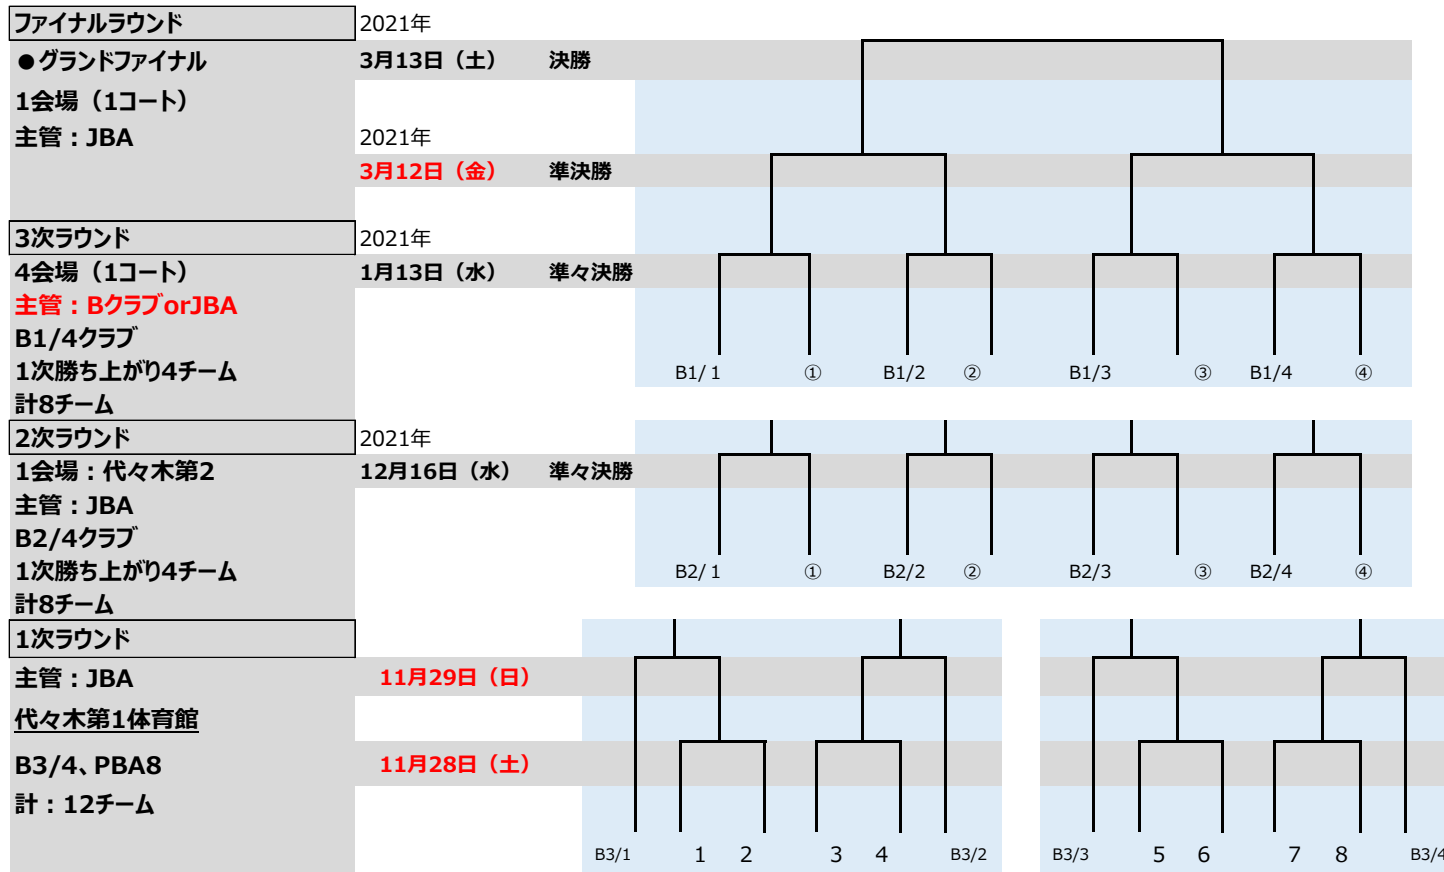 ファイナルラウンド 2021年
●グランドファイナル 3月13日（土） 決勝
1会場（1コート）
主管：JBA 2021年
3月12日（金） 準決勝
3次ラウンド 2021年
4会場（1コート） 1月13日（水） 準々決勝
主管：BクラブorJBA
B1/4クラブ
1次勝ち上がり4チーム B1/ 1 ① B1/2 ② B1/3 ③ B1/4 ④
計8チーム
2次ラウンド 2021年
1会場：代々木第2 12月16日（水） 準々決勝
主管：JBA
B2/4クラブ
1次勝ち上がり4チーム B2/ 1 ① B2/2 ② B2/3 ③ B2/4 ④
計8チーム
1次ラウンド
主管：JBA 11月29日（日）
代々木第1体育館
B3/4、PBA8 11月28日（土）
計：12チーム
B3/1 1 2 3 4 B3/2 B3/3 5 6 7 8 B3/4